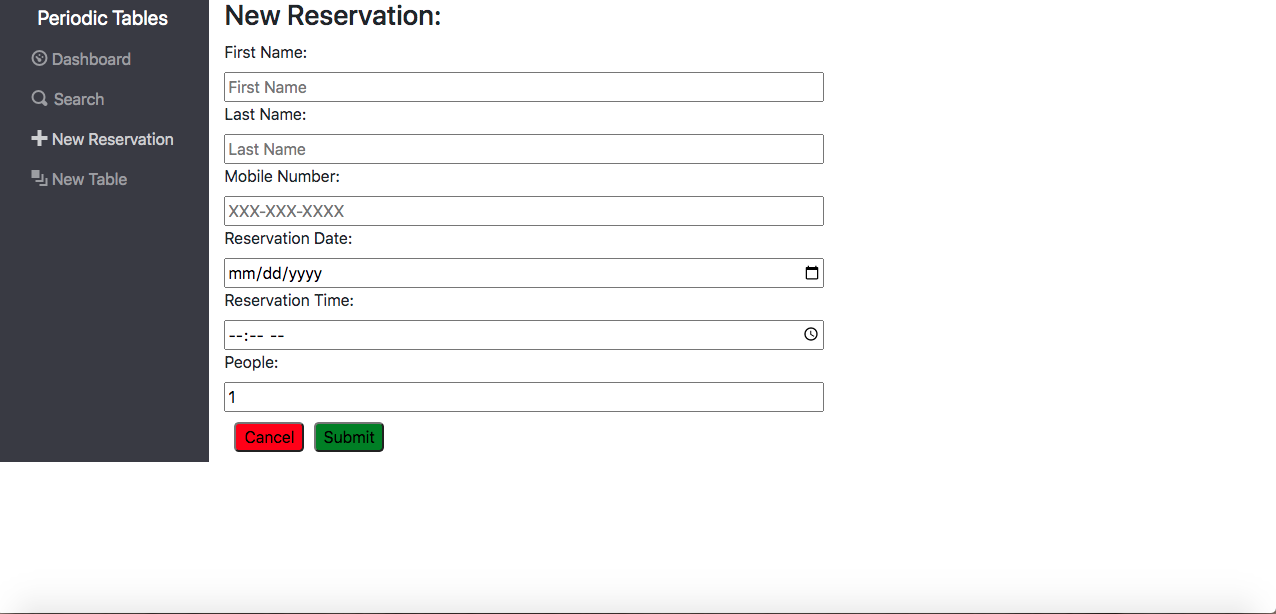 Periodic Tables
Dashboard
Search
New Reservation
New Table
New Reservation:
First Name:
First Name
Last Name:
Last Name
Mobile Number:
XXX-XXX-XXXX
Reservation Date:
mm/dd/yyyy
Reservation Time:
--:-- --
People:
1
Cancel Submit